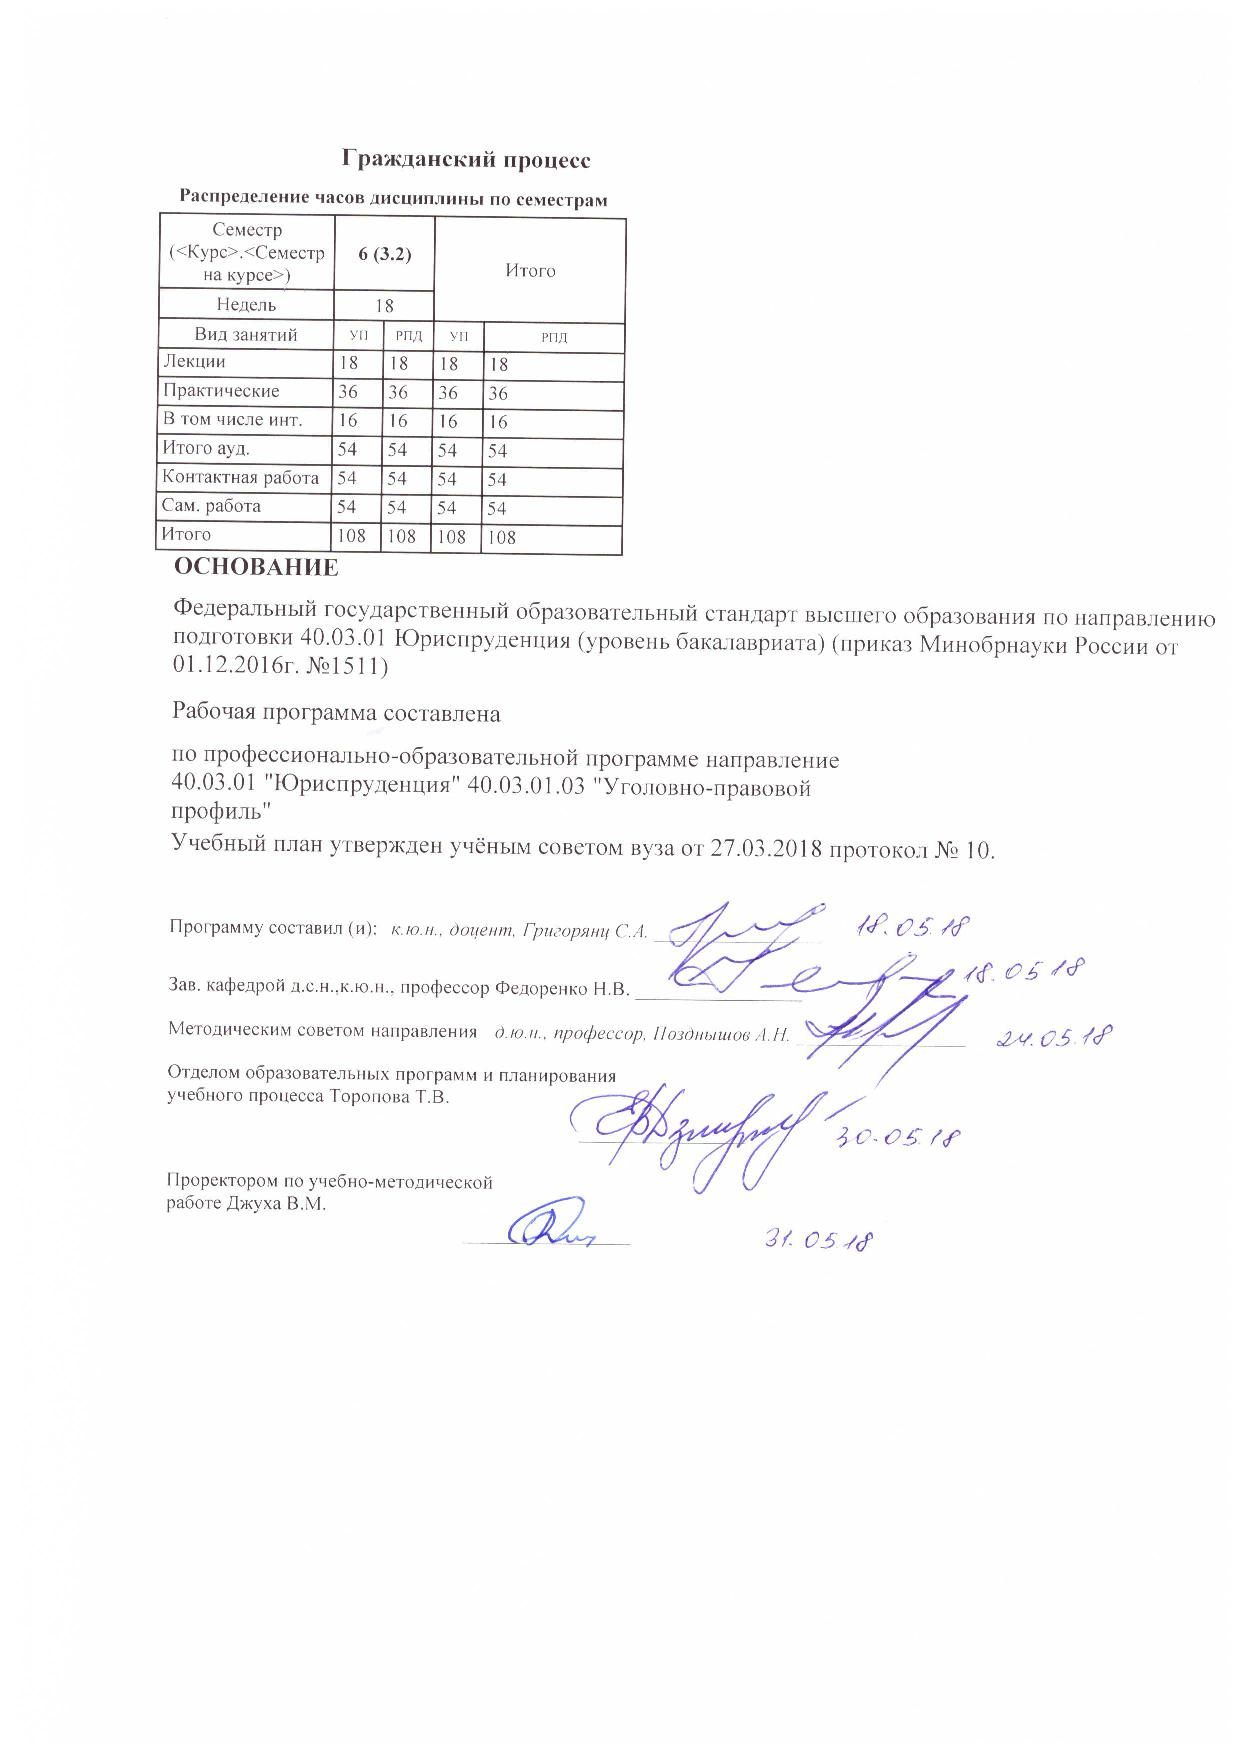 Гражданский процесс
Распределение часов дисциплины по семестрам
Семестр (<Курс>.<Семестр на курсе>) 6 (3.2) Итого
Недель 18
Вид занятий УП РПД УП РПД
Лекции 18 18 18 18
Практические 36 36 36 36
В том числе инт. 16 16 16 16
Итого ауд. 54 54 54 54
Контактная работа 54 54 54 54
Сам. работа 54 54 54 54
Итого 108 108 108 108
ОСНОВАНИЕ
Федеральный государственный образовательный стандарт высшего образования по направлению
подготовки 40.03.01 Юриспруденция (уровень бакалавриата) (приказ Минобрнауки России от
01.12.2016г. №1511)
Рабочая программа составлена
по профессионально-образовательной программе направление
40.03.01 "Юриспруденция" 40.03.01.03 "Уголовно-правовой
профиль"
Учебный план утвержден учёным советом вуза от 27.03.2018 протокол № 10.
Программу составил (и): к.ю.н., доцент, Григорянц С.А. 18.05.18
Зав. кафедрой д.с.н.,к.ю.н., профессор Федоренко Н.В. 18.05 18
Методическим советом направления д.ю.н., профессор, Позднышов А.Н. 24.05.18
Отделом образовательных программ и планирования
учебного процесса Торопова Т.В.
30.05.18
Проректором по учебно-методической
работе Джуха В.М.
31.05.18